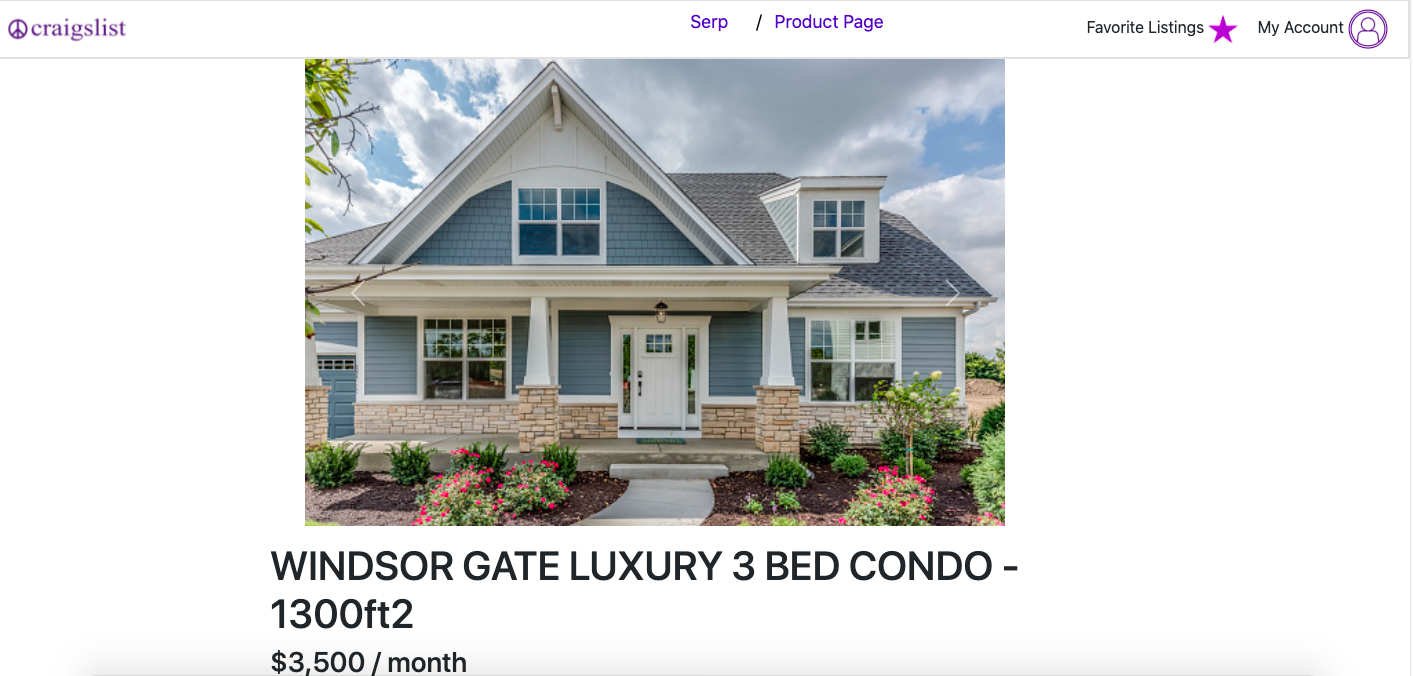 craigslist
Serp / Product Page
Favorite Listings
My Account
WINDSOR GATE LUXURY 3 BED CONDO -
1300ft2
$3,500 / month